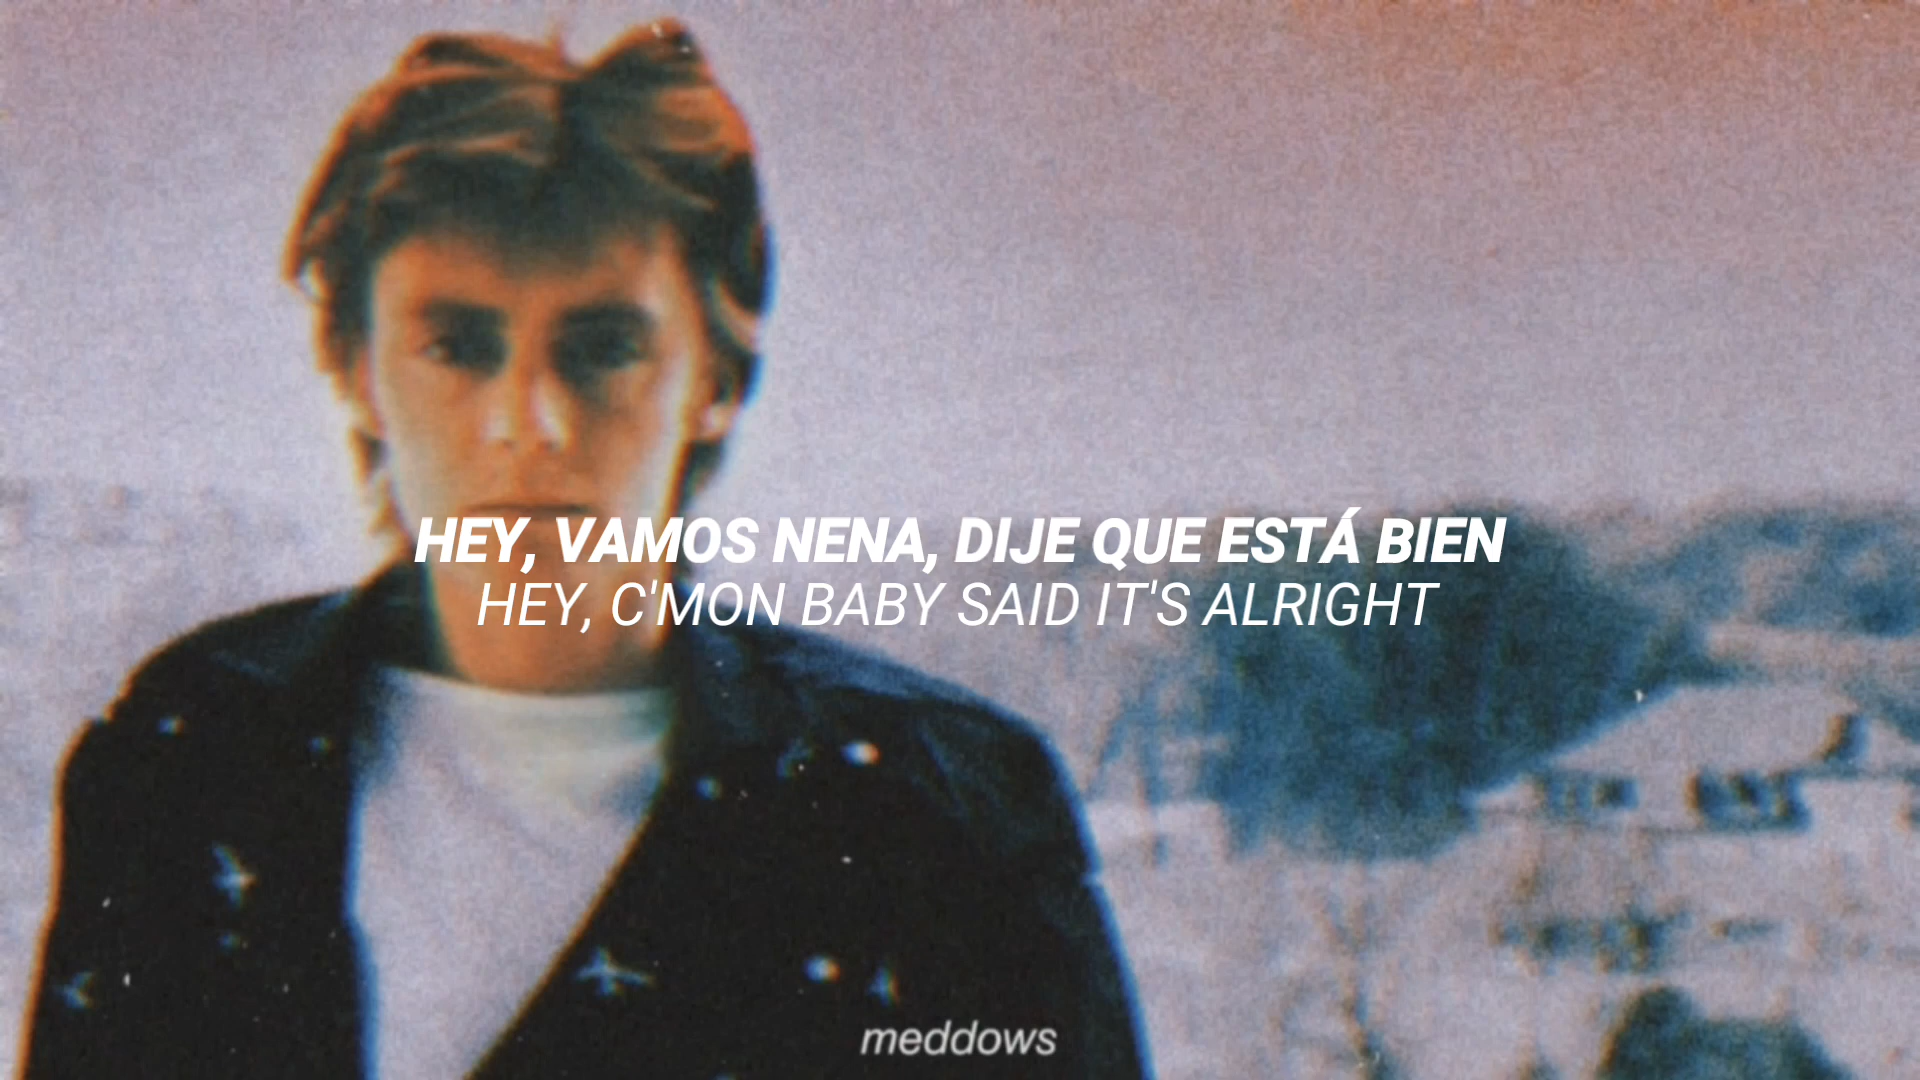 HEY, VAMOS NENA, DIJE QUE ESTÁ BIEN
HEY, C'MON BABY SAID IT'S ALRIGHT
meddows